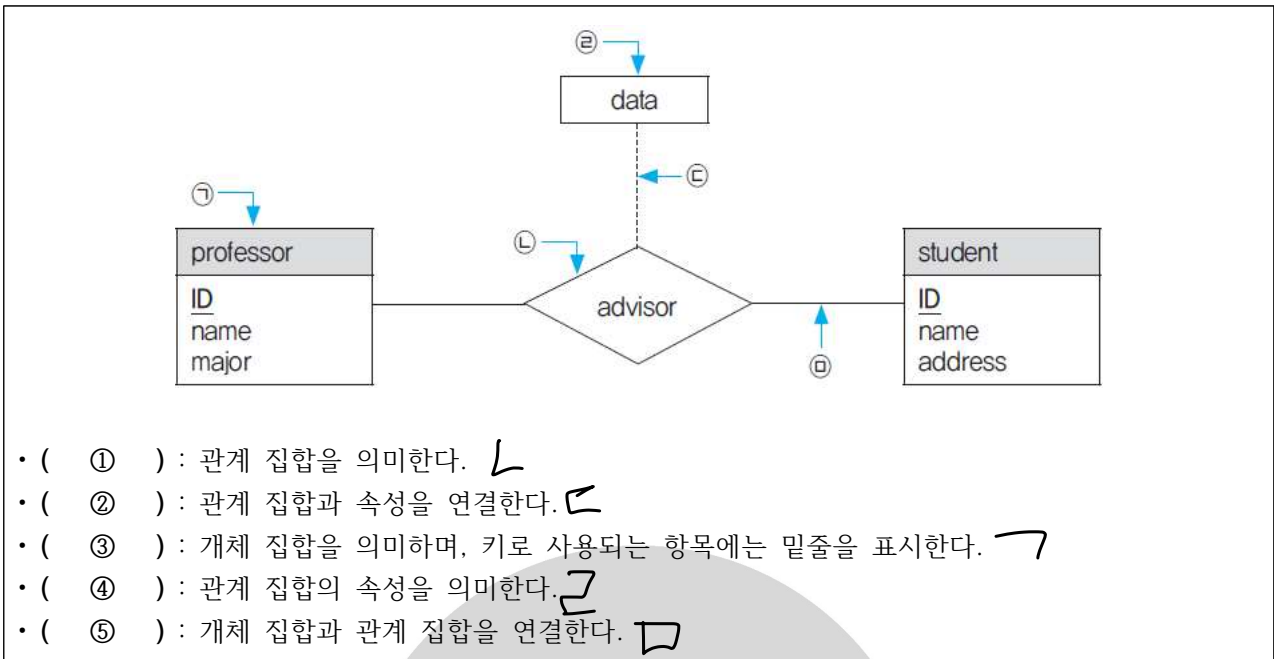 ㉣
data
㉢
㉠
professor
ID
name
major
㉡
advisor
㉤
student
ID
name
address
• ( ① ) : 관계 집합을 의미한다. ㄴ
• ( ② ) : 관계 집합과 속성을 연결한다. ㄷ
• ( ③ ) : 개체 집합을 의미하며, 키로 사용되는 항목에는 밑줄을 표시한다. ㄱ
• ( ④ ) : 관계 집합의 속성을 의미한다. ㄹ
• ( ⑤ ) : 개체 집합과 관계 집합을 연결한다. ㅁ